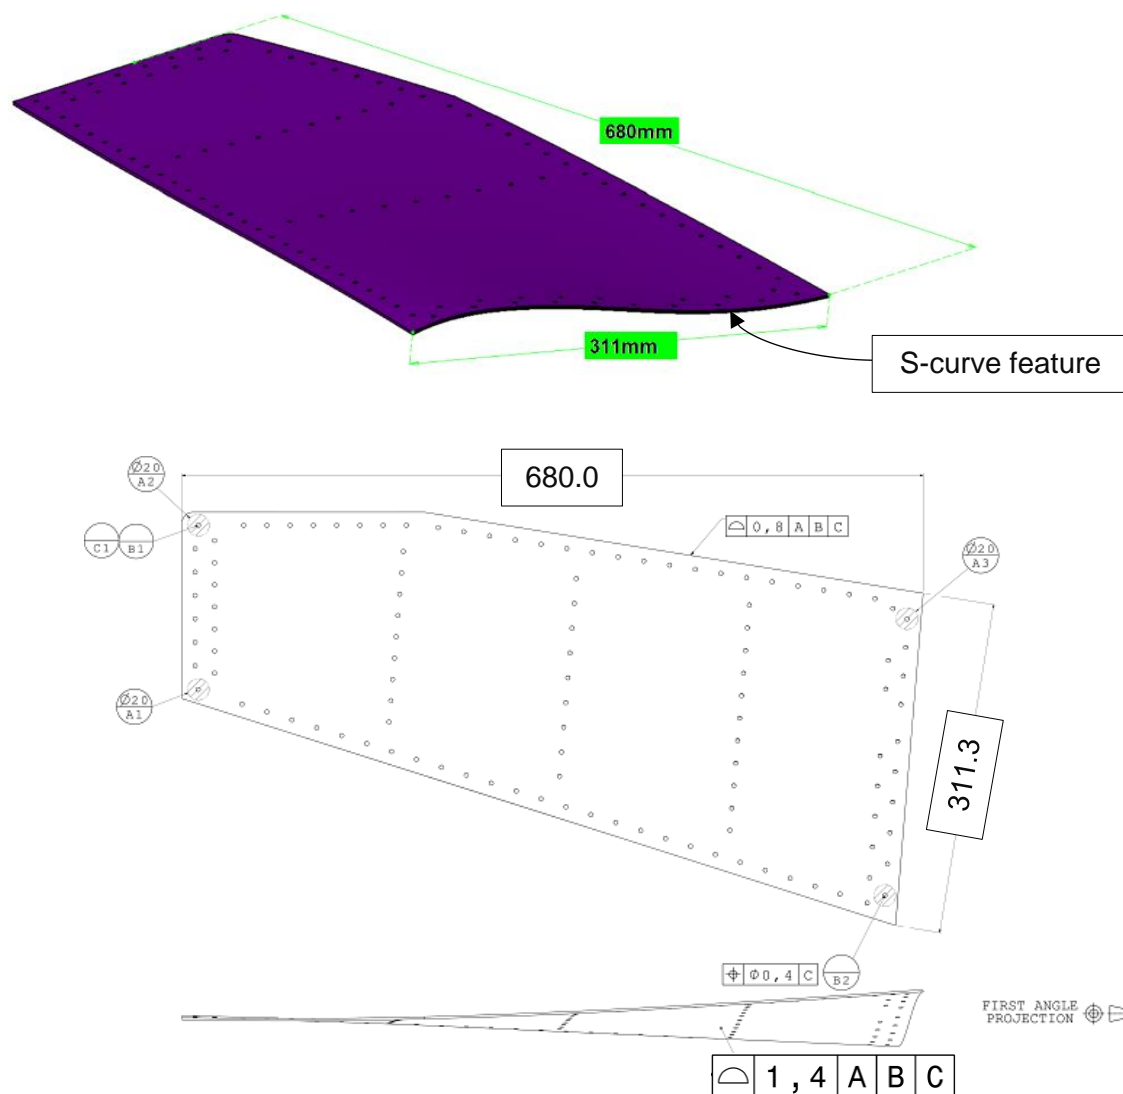 680mm
311mm
S-curve feature
680.0
Ø20
A2
C1
B1
⌓ 0,8 A B C
Ø20
A3
Ø20
A1
311.3
⌖ Ø0,4 C
B2
FIRST ANGLE
PROJECTION
⌓ 1,4 A B C